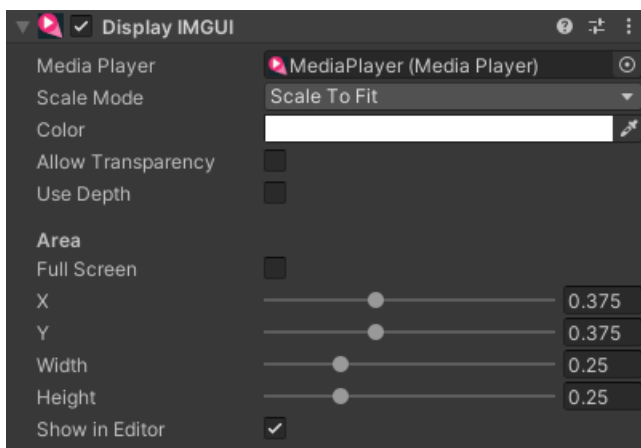 Display IMGUI
Media Player MediaPlayer (Media Player)
Scale Mode Scale To Fit
Color
Allow Transparency
Use Depth
Area
Full Screen
X 0.375
Y 0.375
Width 0.25
Height 0.25
Show in Editor